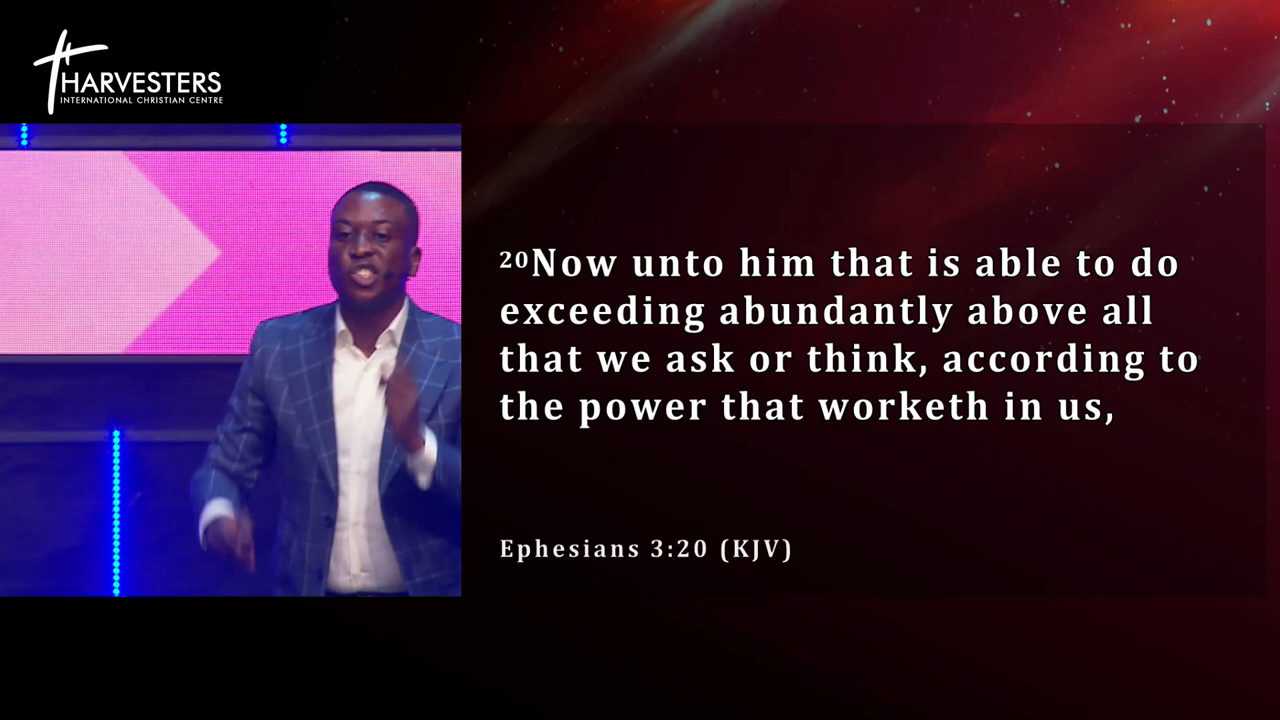 HARVESTERS
INTERNATIONAL CHRISTIAN CENTRE
20Now unto him that is able to do
exceeding abundantly above all
that we ask or think, according to
the power that worketh in us,
Ephesians 3:20 (KJV)